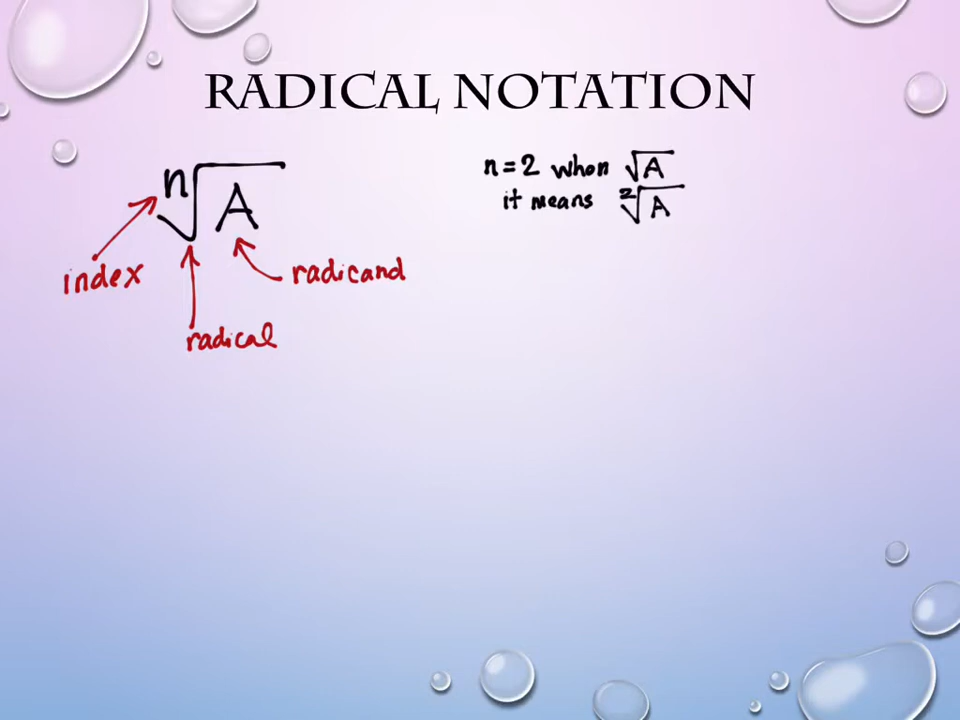 RADICAL NOTATION
ⁿ√A
index
radicand
radical
n=2 when √A
it means ²√A